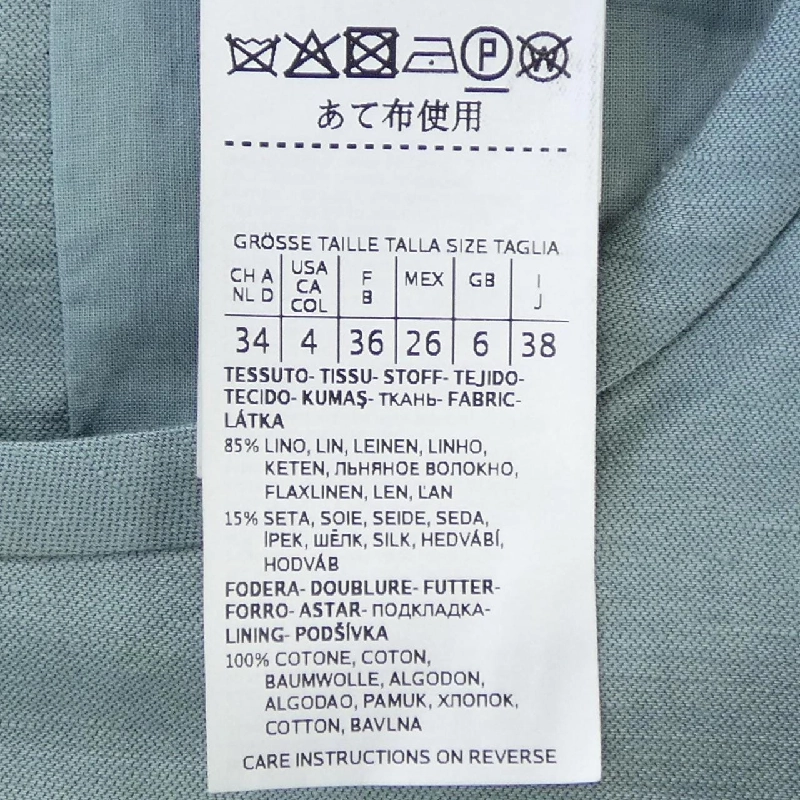 P W
あて布使用
GRÖSSE TAILLE TALLA SIZE TAGLIA
CH A NL D USA CA COL F B MEX GB I J
34 4 36 26 6 38
TESSUTO- TISSU- STOFF- TEJIDO-
TECIDO- KUMAŞ- ТКАНЬ- FABRIC-
LÁTKA
85% LINO, LIN, LEINEN, LINHO,
KETEN, ЛЬНЯНОЕ ВОЛОКНО,
FLAXLINEN, LEN, ĽAN
15% SETA, SOIE, SEIDE, SEDA,
İPEK, ШЁЛК, SILK, HEDVÁBÍ,
HODVÁB
FODERA- DOUBLURE- FUTTER-
FORRO- ASTAR- ПОДКЛАДКА-
LINING- PODŠÍVKA
100% COTONE, COTON,
BAUMWOLLE, ALGODON,
ALGODAO, PAMUK, ХЛОПОК,
COTTON, BAVLNA
CARE INSTRUCTIONS ON REVERSE